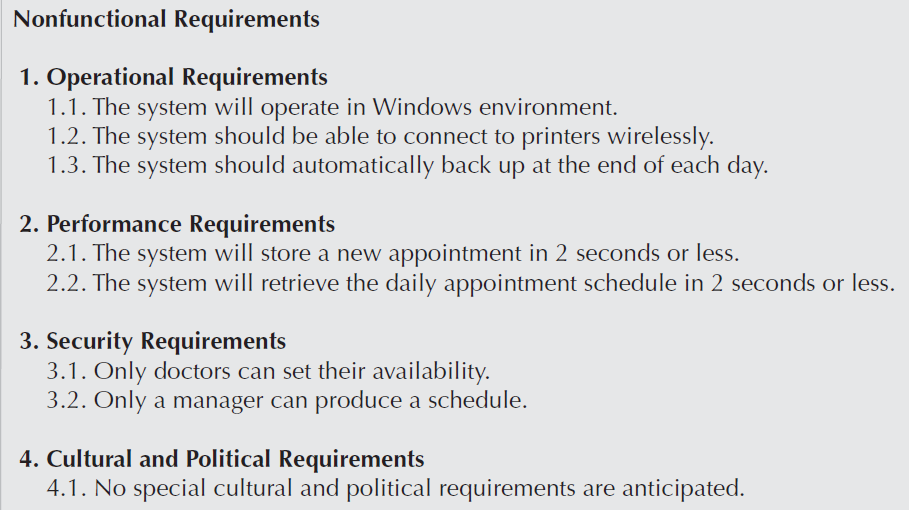 Nonfunctional Requirements
1. Operational Requirements
1.1. The system will operate in Windows environment.
1.2. The system should be able to connect to printers wirelessly.
1.3. The system should automatically back up at the end of each day.
2. Performance Requirements
2.1. The system will store a new appointment in 2 seconds or less.
2.2. The system will retrieve the daily appointment schedule in 2 seconds or less.
3. Security Requirements
3.1. Only doctors can set their availability.
3.2. Only a manager can produce a schedule.
4. Cultural and Political Requirements
4.1. No special cultural and political requirements are anticipated.